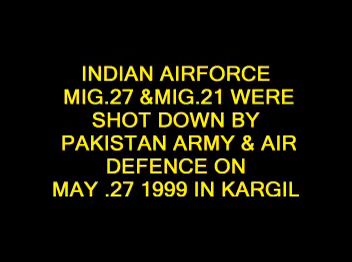 INDIAN AIRFORCE
MIG.27 &MIG.21 WERE
SHOT DOWN BY
PAKISTAN ARMY & AIR
DEFENCE ON
MAY .27 1999 IN KARGIL